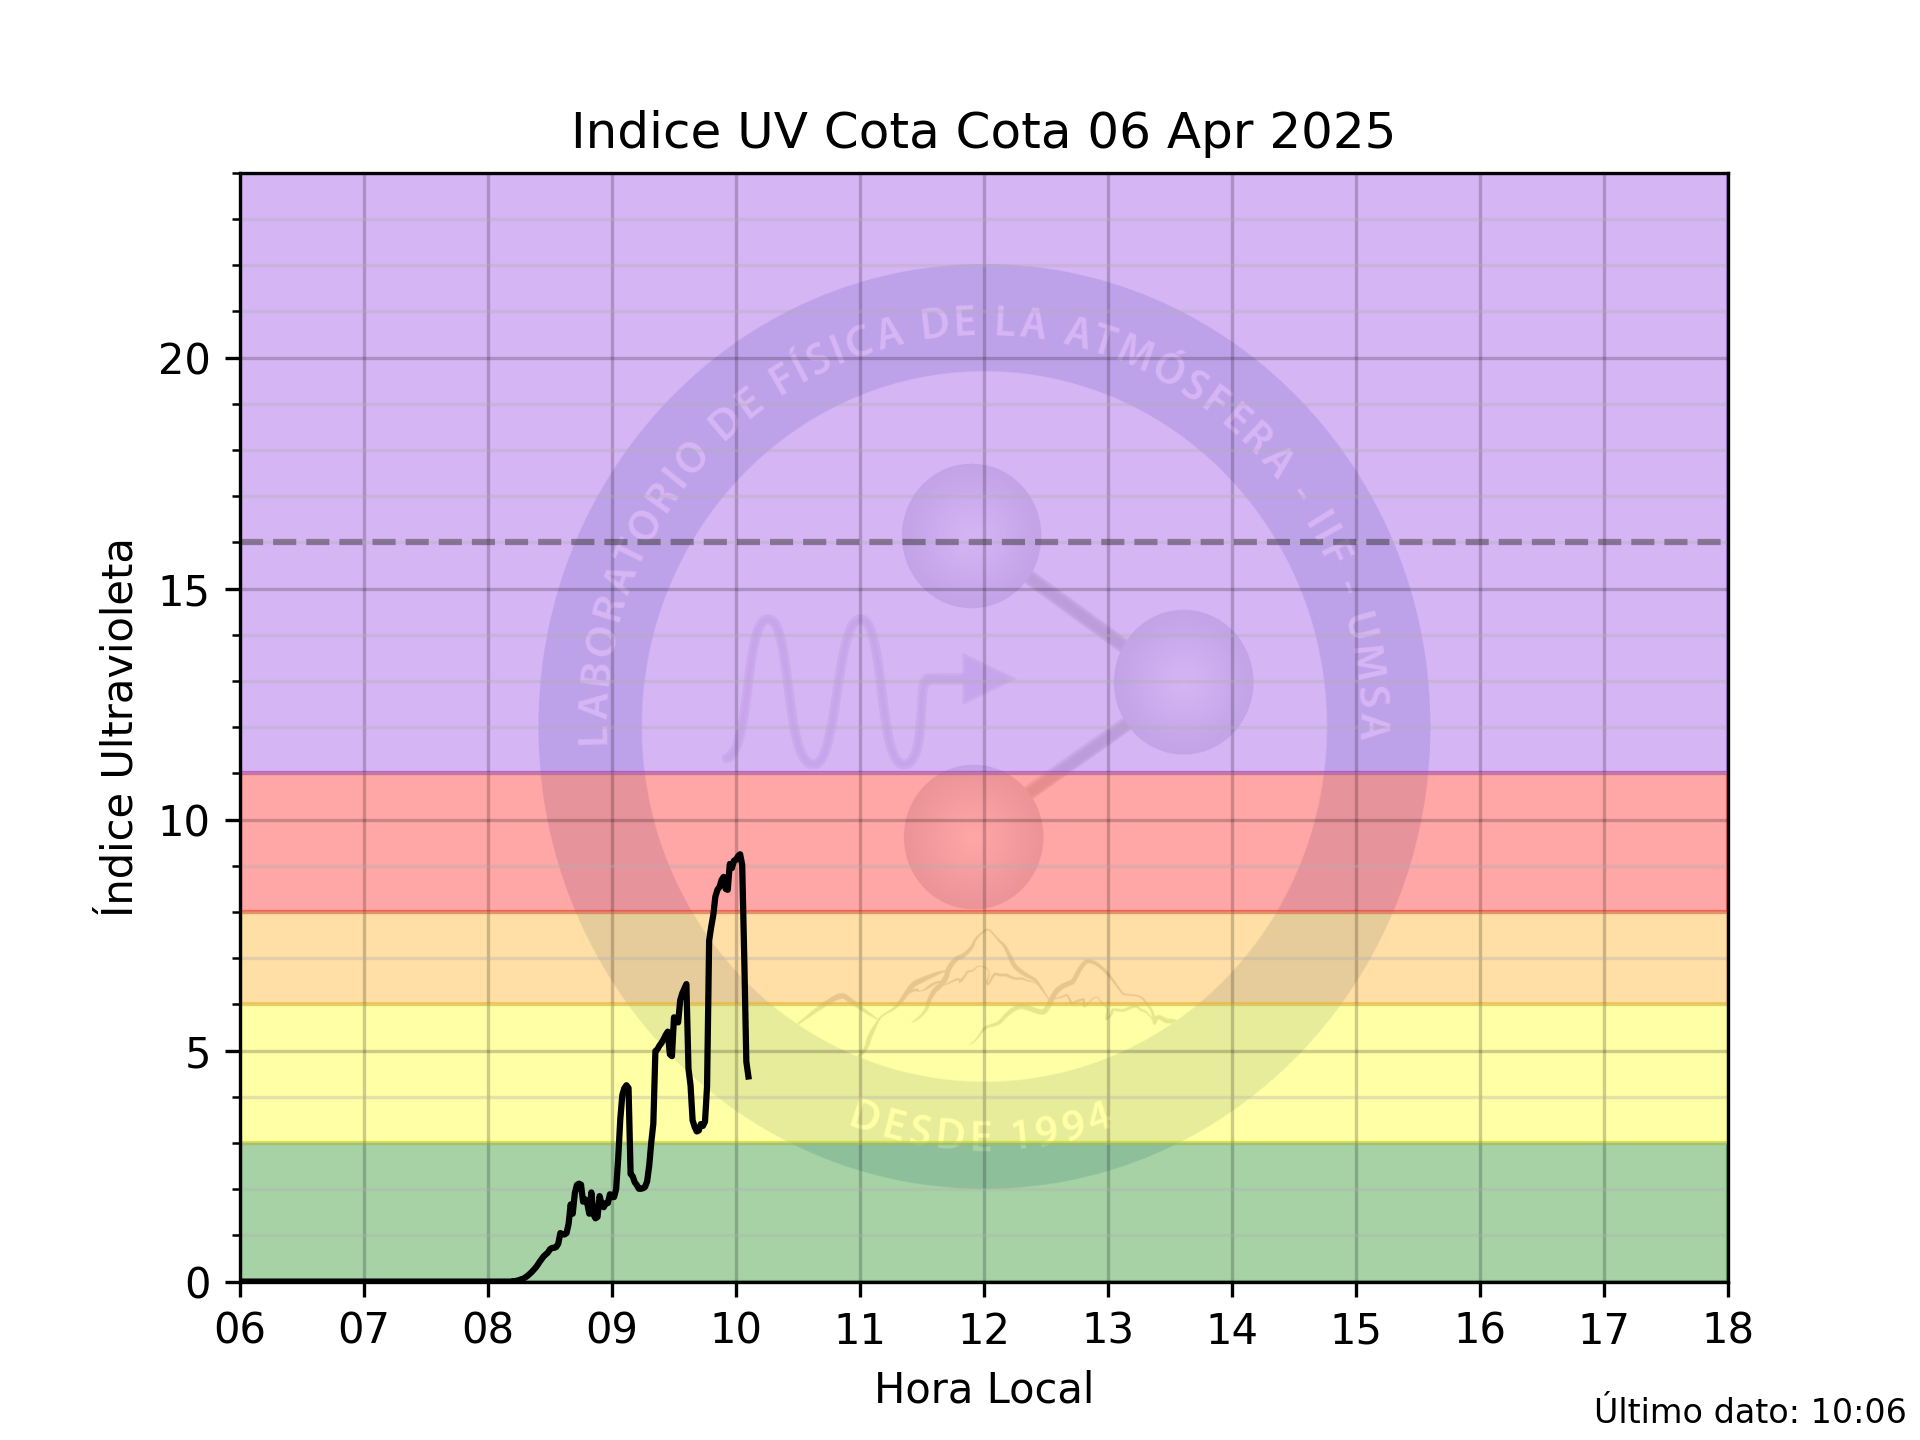 Indice UV Cota Cota 06 Apr 2025
LABORATORIO DE FÍSICA DE LA ATMÓSFERA - IIF - UMSA
20
15
10
5
0
Índice Ultravioleta
DESDE 1994
06 07 08 09 10 11 12 13 14 15 16 17 18
Hora Local
Último dato: 10:06